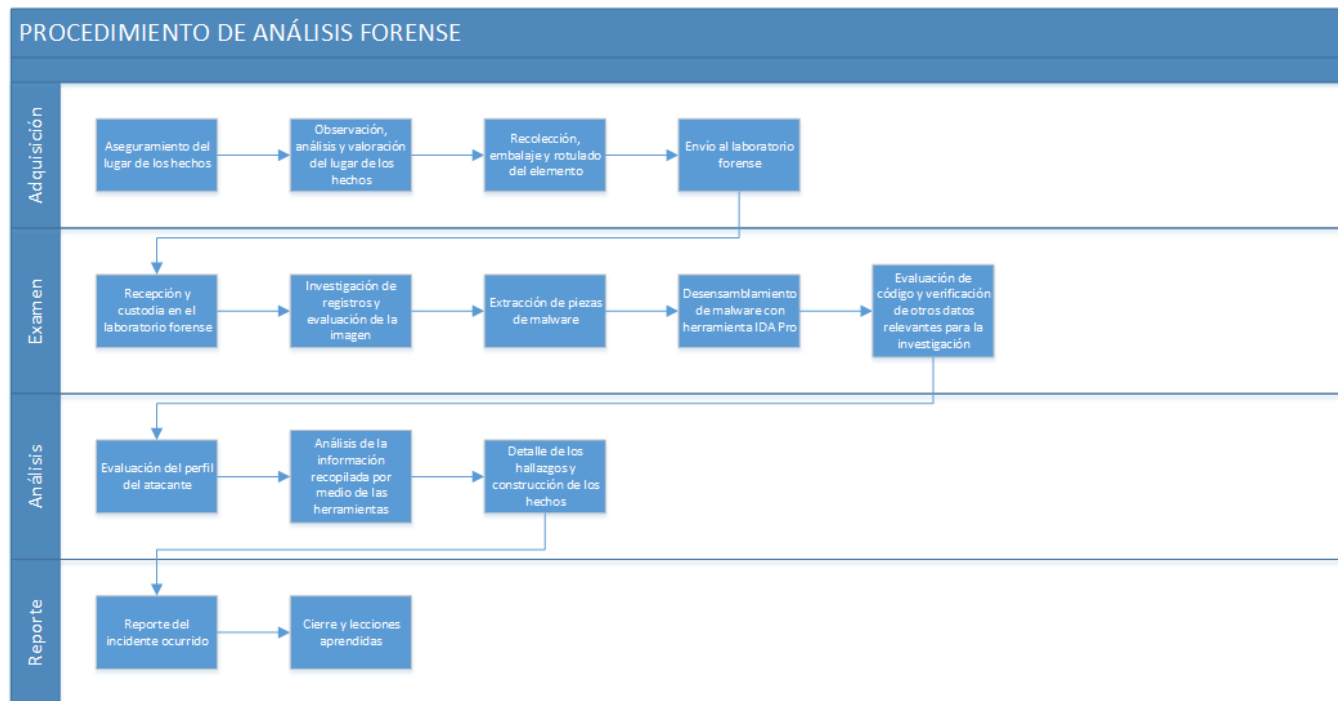 PROCEDIMIENTO DE ANÁLISIS FORENSE
Adquisición
Aseguramiento del
lugar de los hechos
Observación,
análisis y valoración
del lugar de los
hechos
Recolección,
embalaje y rotulado
del elemento
Envío al laboratorio
forense
Examen
Recepción y
custodia en el
laboratorio forense
Investigación de
registros y
evaluación de la
imagen
Extracción de piezas
de malware
Desensamblamiento
de malware con
herramienta IDA Pro
Evaluación de
código y verificación
de otros datos
relevantes para la
investigación
Análisis
Evaluación del perfil
del atacante
Análisis de la
información
recopilada por
medio de las
herramientas
Detalle de los
hallazgos y
construcción de los
hechos
Reporte
Reporte del
incidente ocurrido
Cierre y lecciones
aprendidas